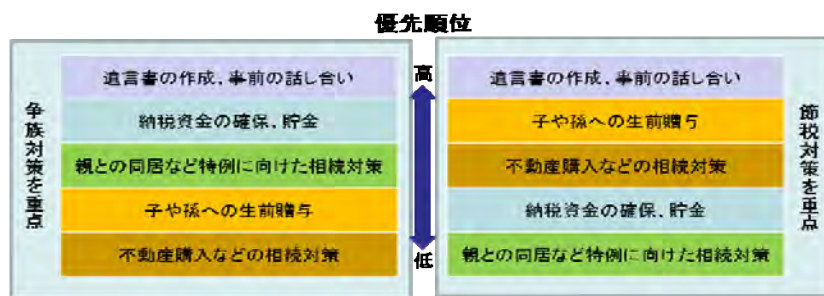 優先順位
争族対策を重点
遺言書の作成、事前の話し合い
納税資金の確保、貯金
親との同居など特例に向けた相続対策
子や孫への生前贈与
不動産購入などの相続対策
高
低
遺言書の作成、事前の話し合い
子や孫への生前贈与
不動産購入などの相続対策
納税資金の確保、貯金
親との同居など特例に向けた相続対策
節税対策を重点